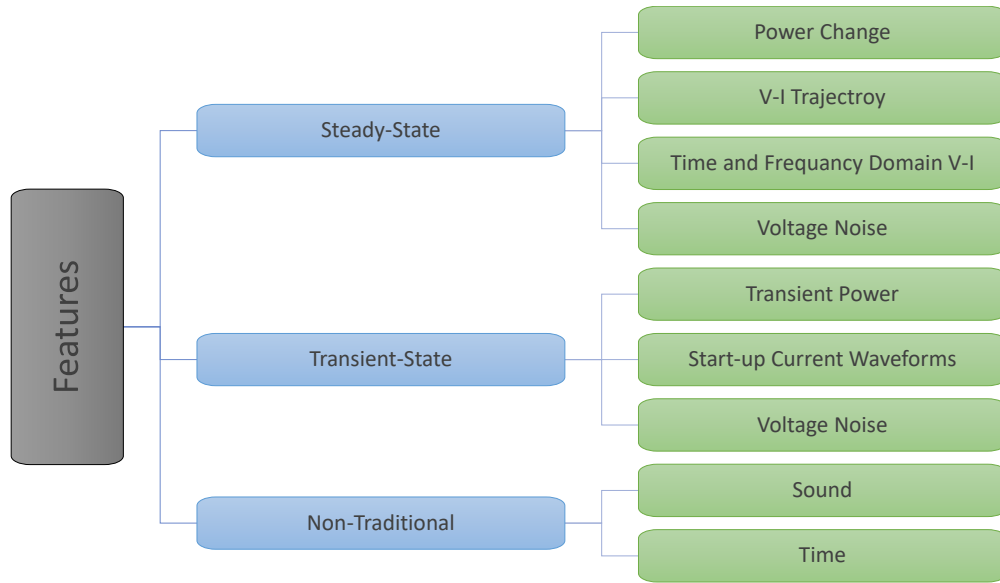 Features
Steady-State
Power Change
V-I Trajectroy
Time and Frequancy Domain V-I
Voltage Noise
Transient-State
Transient Power
Start-up Current Waveforms
Voltage Noise
Non-Traditional
Sound
Time